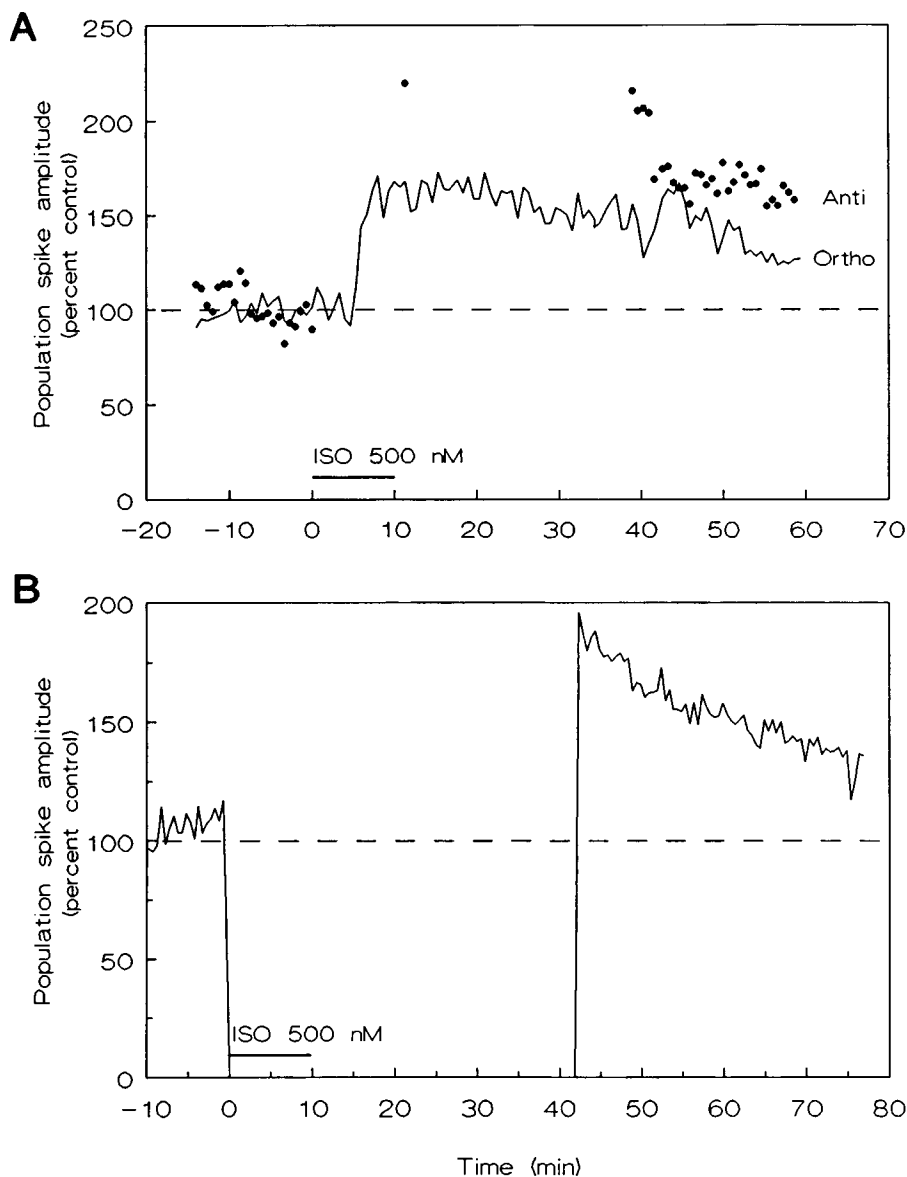 A
Population spike amplitude
(percent control)
250
200
150
100
50
0
Anti
Ortho
ISO 500 nM
-20 -10 0 10 20 30 40 50 60 70
B
Population spike amplitude
(percent control)
200
150
100
50
0
ISO 500 nM
-10 0 10 20 30 40 50 60 70 80
Time (min)